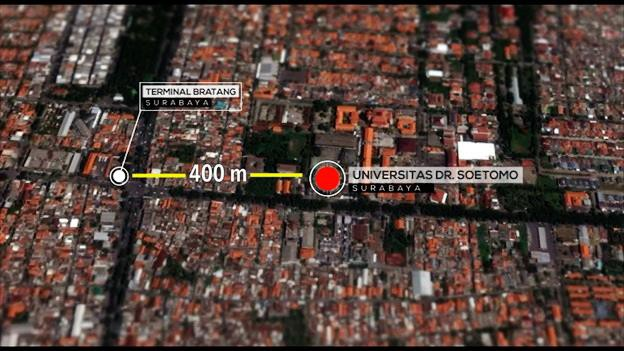 TERMINAL BRATANG
SURABAYA
400 m
UNIVERSITAS DR. SOETOMO
SURABAYA